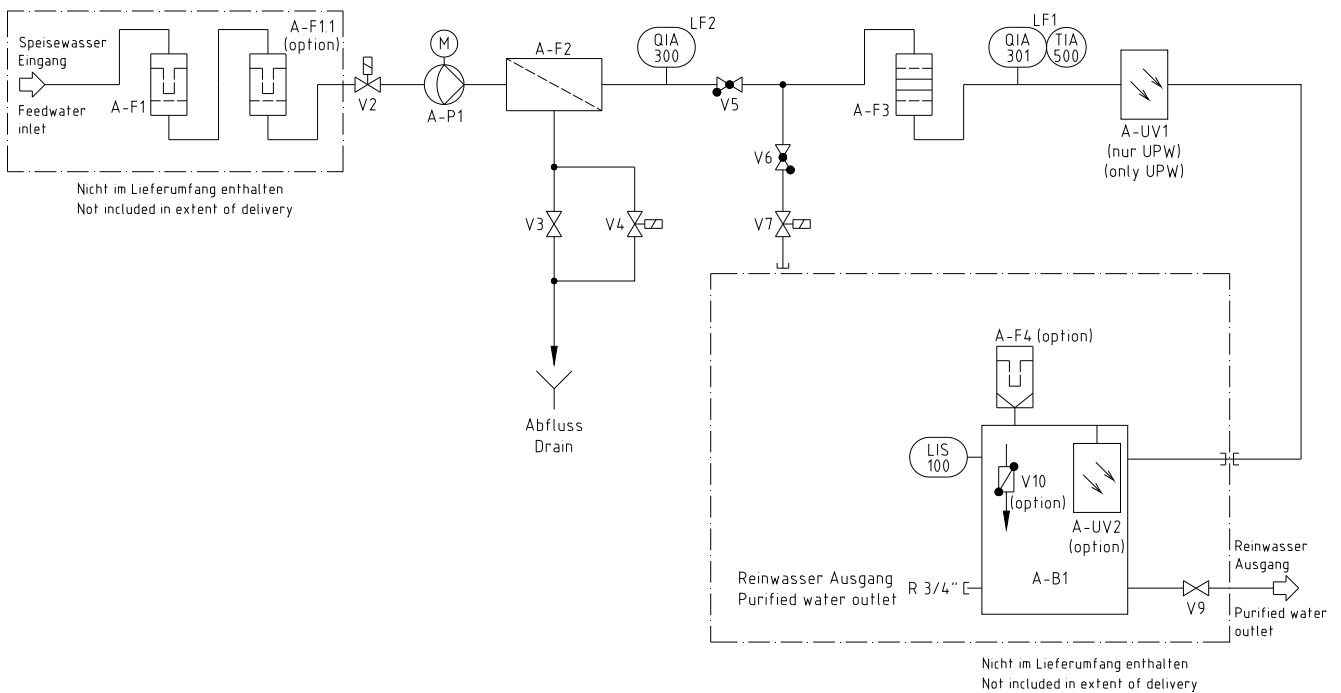 Speisewasser
Eingang
Feedwater
inlet
A-F1
A-F1.1
(option)
V2
M
A-P1
A-F2
LF2
QIA
300
V5
A-F3
LF1
QIA
301
TIA
500
A-UV1
(nur UPW)
(only UPW)
Nicht im Lieferumfang enthalten
Not included in extent of delivery
V3
V4
V6
V7
Abfluss
Drain
A-F4 (option)
LIS
100
V10
(option)
A-UV2
(option)
A-B1
Reinwasser Ausgang
Purified water outlet
R 3/4"
V9
Reinwasser
Ausgang
Purified water
outlet
Nicht im Lieferumfang enthalten
Not included in extent of delivery